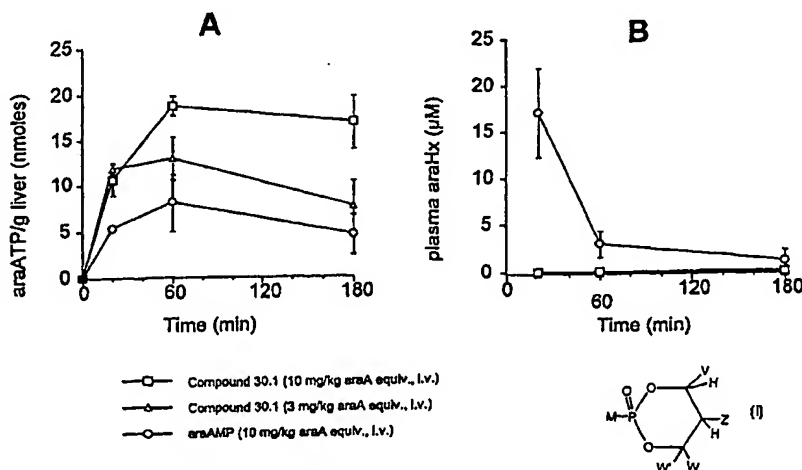 A
25
20
15
10
5
0
araATP/g liver (nmoles)
0 60 120 180
Time (min)
B
25
20
15
10
5
0
plasma araHx (µM)
0 60 120 180
Time (min)
Compound 30.1 (10 mg/kg araA equiv., i.v.)
Compound 30.1 (3 mg/kg araA equiv., i.v.)
araAMP (10 mg/kg araA equiv., i.v.)
V
O O H
M P Z (I)
O H
W' W